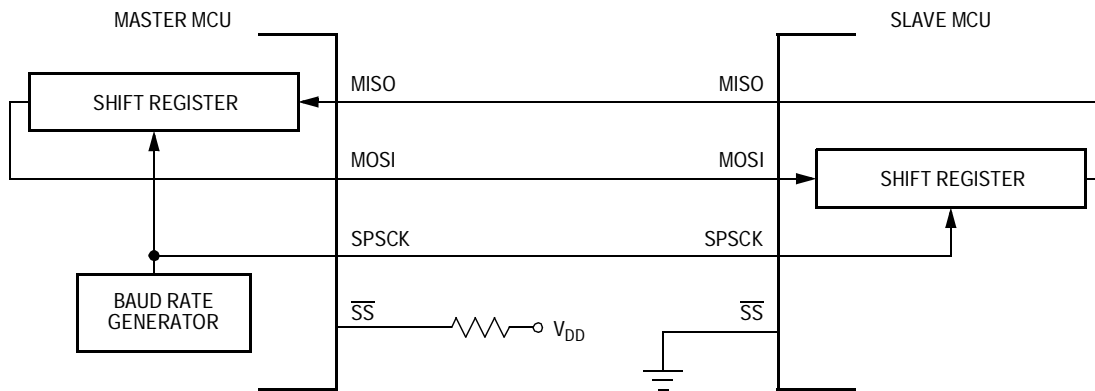 MASTER MCU
SLAVE MCU
SHIFT REGISTER
MISO
MISO
MOSI
MOSI
SHIFT REGISTER
SPSCK
SPSCK
BAUD RATE
GENERATOR
SS
VDD
SS